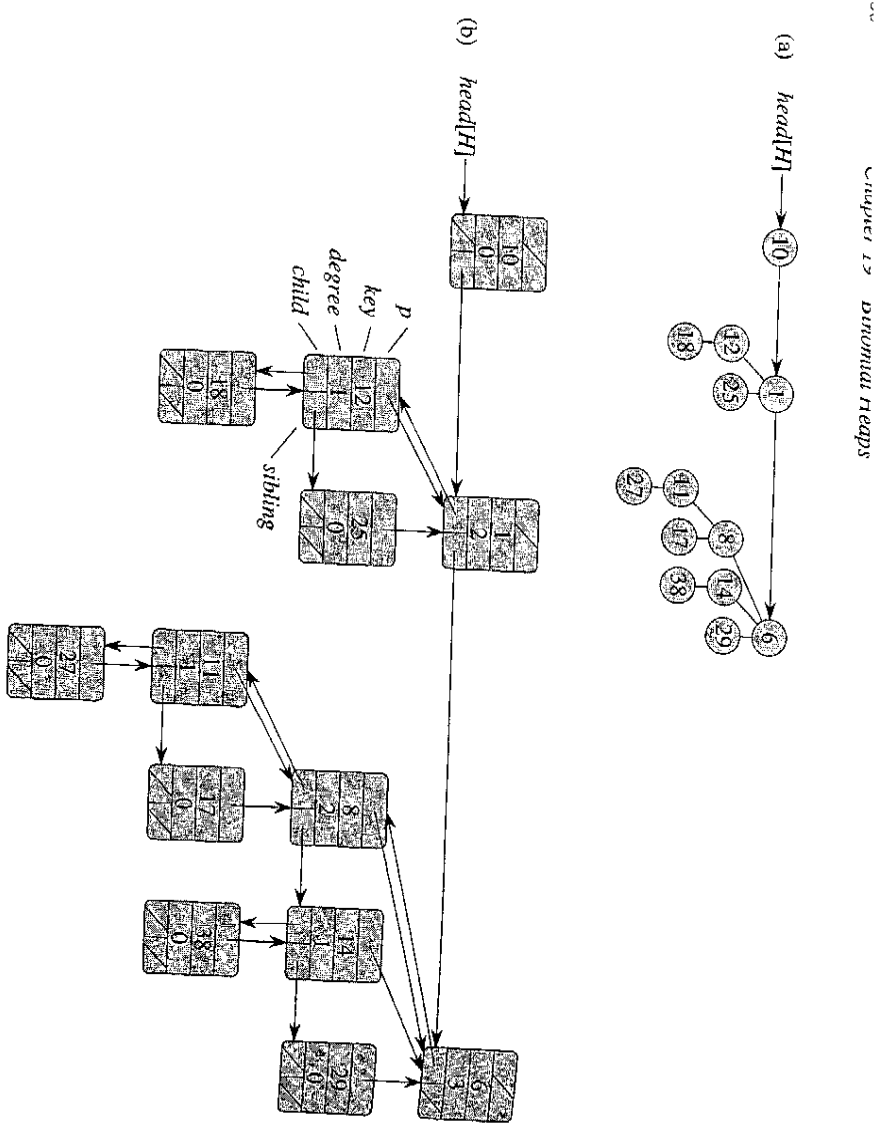 Chapter 19 Binomial Heaps
(a) head[H] 10 1 6
12 25 8 14 29
18 11 17 38
27
(b) head[H]
10 1 6
0 2 3
p
key 12 25 8 14 29
degree 1 0 2 1 0
child
sibling
18 11 17 38
0 1 0 0
27
0